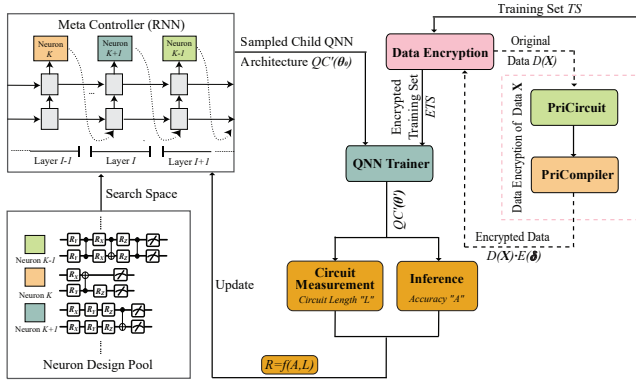 Meta Controller (RNN)
Neuron
K
Neuron
K+1
Neuron
K-1
...
...
Layer I-1
Layer I
Layer I+1
Search Space
Neuron K-1
Neuron K
Neuron K+1
Neuron Design Pool
Sampled Child QNN
Architecture QC'(θ₀)
Update
Training Set TS
Data Encryption
Original
Data D(X)
Encrypted
Training Set
ETS
Data Encryption of Data X
PriCircuit
PriCompiler
Encrypted Data
D(X)·E(δ)
QNN Trainer
QC'(θ')
Circuit
Measurement
Circuit Length "L"
Inference
Accuracy "A"
R=f(A,L)